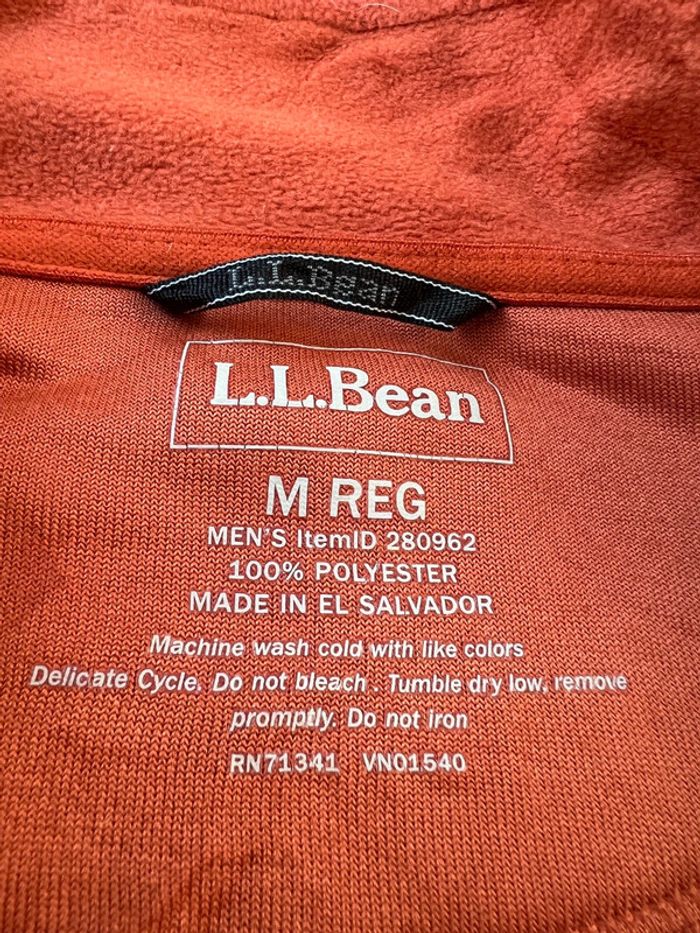 L.L.Bean
L.L.Bean
M REG
MEN'S ItemID 280962
100% POLYESTER
MADE IN EL SALVADOR
Machine wash cold with like colors
Delicate Cycle. Do not bleach . Tumble dry low, remove
promptly. Do not iron
RN71341 VN01540